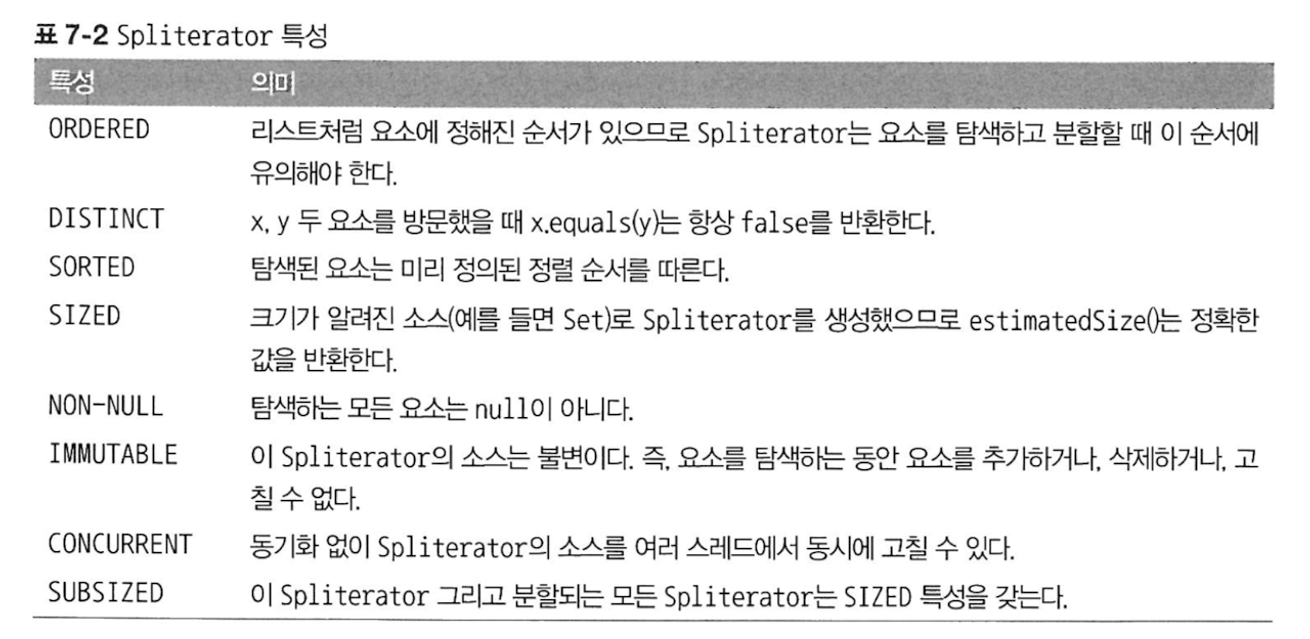 표 7-2 Spliterator 특성
특성 의미
ORDERED 리스트처럼 요소에 정해진 순서가 있으므로 Spliterator는 요소를 탐색하고 분할할 때 이 순서에
유의해야 한다.
DISTINCT x, y 두 요소를 방문했을 때 x.equals(y)는 항상 false를 반환한다.
SORTED 탐색된 요소는 미리 정의된 정렬 순서를 따른다.
SIZED 크기가 알려진 소스(예를 들면 Set)로 Spliterator를 생성했으므로 estimatedSize()는 정확한
값을 반환한다.
NON-NULL 탐색하는 모든 요소는 null이 아니다.
IMMUTABLE 이 Spliterator의 소스는 불변이다. 즉, 요소를 탐색하는 동안 요소를 추가하거나, 삭제하거나, 고
칠 수 없다.
CONCURRENT 동기화 없이 Spliterator의 소스를 여러 스레드에서 동시에 고칠 수 있다.
SUBSIZED 이 Spliterator 그리고 분할되는 모든 Spliterator는 SIZED 특성을 갖는다.